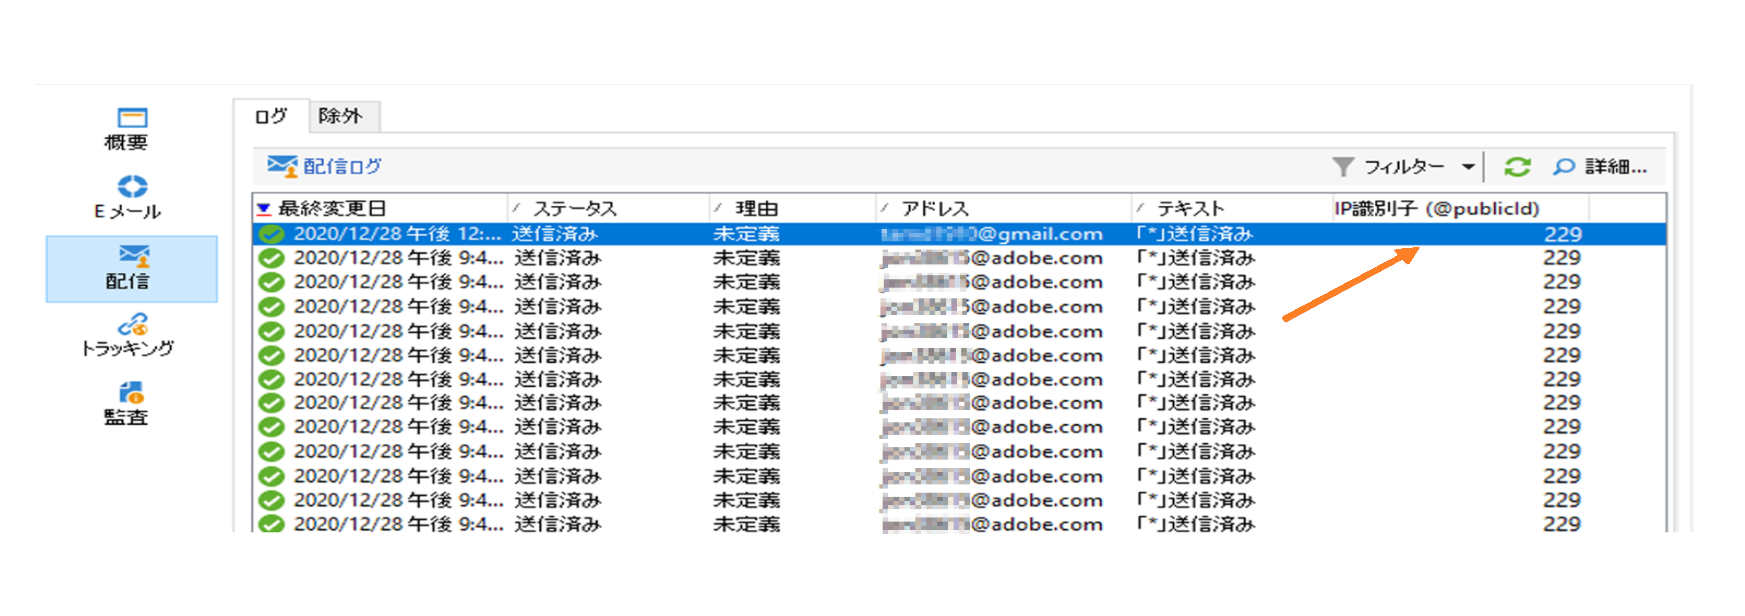 概要
Eメール
配信
トラッキング
監査
ログ 除外
配信ログ フィルター 詳細...
最終変更日 ステータス 理由 アドレス テキスト IP識別子 (@publicId)
2020/12/28 午後 12:... 送信済み 未定義 @gmail.com 「*」送信済み 229
2020/12/28 午後 9:4... 送信済み 未定義 @adobe.com 「*」送信済み 229
2020/12/28 午後 9:4... 送信済み 未定義 @adobe.com 「*」送信済み 229
2020/12/28 午後 9:4... 送信済み 未定義 @adobe.com 「*」送信済み 229
2020/12/28 午後 9:4... 送信済み 未定義 @adobe.com 「*」送信済み 229
2020/12/28 午後 9:4... 送信済み 未定義 @adobe.com 「*」送信済み 229
2020/12/28 午後 9:4... 送信済み 未定義 @adobe.com 「*」送信済み 229
2020/12/28 午後 9:4... 送信済み 未定義 @adobe.com 「*」送信済み 229
2020/12/28 午後 9:4... 送信済み 未定義 @adobe.com 「*」送信済み 229
2020/12/28 午後 9:4... 送信済み 未定義 @adobe.com 「*」送信済み 229
2020/12/28 午後 9:4... 送信済み 未定義 @adobe.com 「*」送信済み 229
2020/12/28 午後 9:4... 送信済み 未定義 @adobe.com 「*」送信済み 229
2020/12/28 午後 9:4... 送信済み 未定義 @adobe.com 「*」送信済み 229